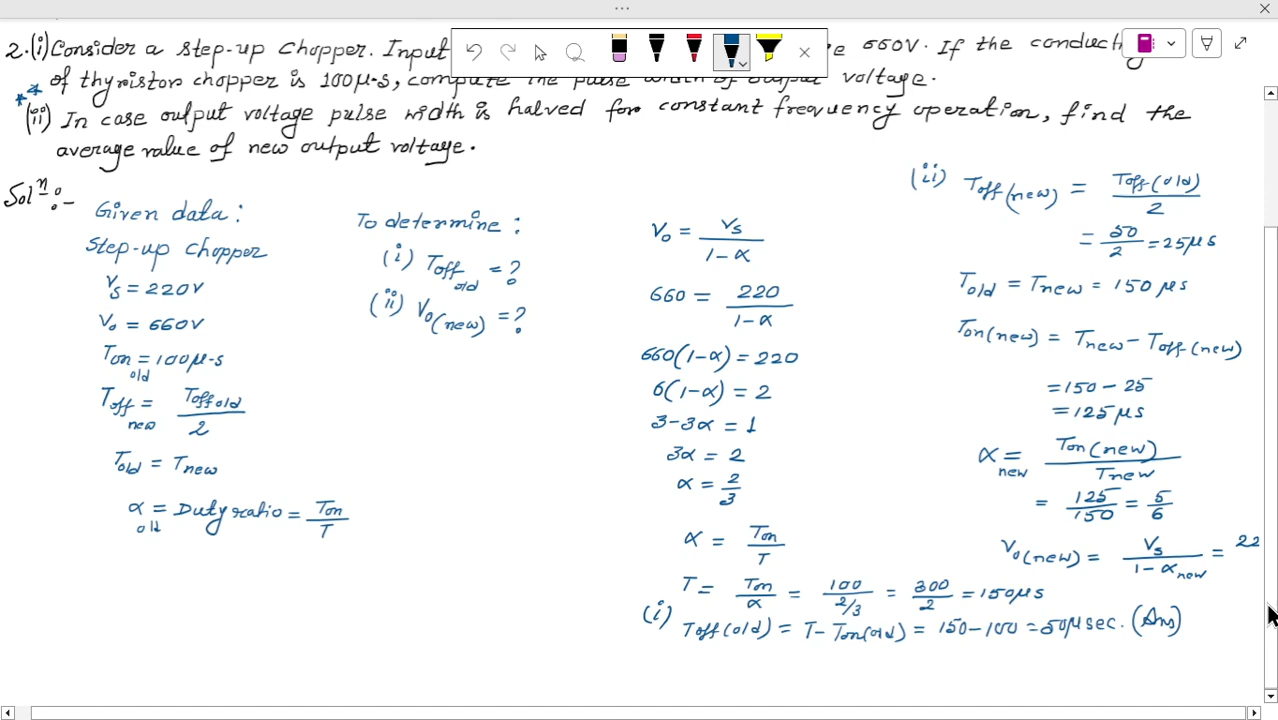 2.(i) Consider a step-up chopper. Input 660V. If the conducti
of thyristor chopper is 100μ-s, compute the pulse width of output voltage.
**
(ii) In case output voltage pulse width is halved for constant frequency operation, find the
average value of new output voltage.
Solⁿ:-
Given data:
Step-up chopper
Vs = 220V
Vo = 660V
Ton old = 100μ-s
Toff new = Toff old / 2
Told = Tnew
α old = Duty ratio = Ton / T
To determine:
(i) Toff old = ?
(ii) Vo(new) = ?
Vo = Vs / 1-α
660 = 220 / 1-α
660(1-α) = 220
6(1-α) = 2
3-3α = 1
3α = 2
α = 2/3
α = Ton / T
T = Ton / α = 100 / 2/3 = 300 / 2 = 150μs
(i) Toff(old) = T - Ton(old) = 150-100 = 50μsec. (Ans)
(ii) Toff(new) = Toff(old) / 2
= 50 / 2 = 25μs
Told = Tnew = 150μs
Ton(new) = Tnew - Toff(new)
= 150 - 25
= 125μs
α new = Ton(new) / Tnew
= 125 / 150 = 5 / 6
Vo(new) = Vs / 1-α new = 22